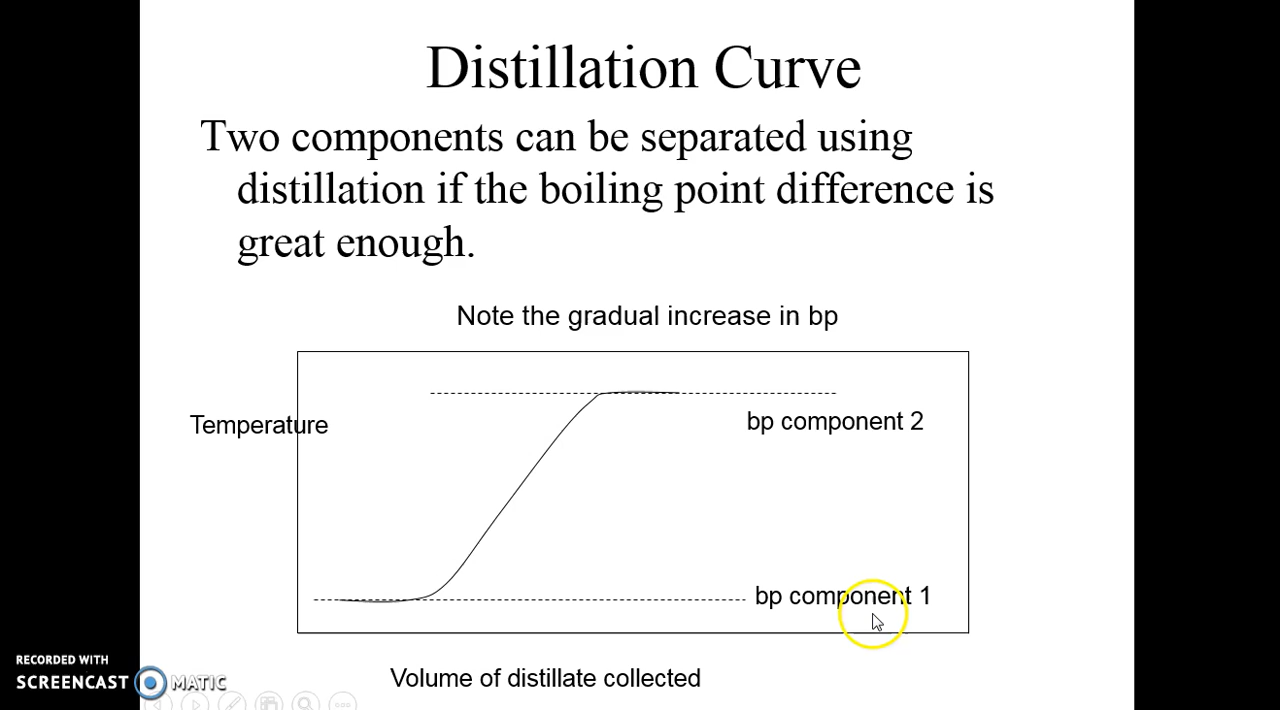 Distillation Curve
Two components can be separated using
distillation if the boiling point difference is
great enough.
Note the gradual increase in bp
Temperature
bp component 2
bp component 1
Volume of distillate collected
RECORDED WITH
SCREENCAST MATIC